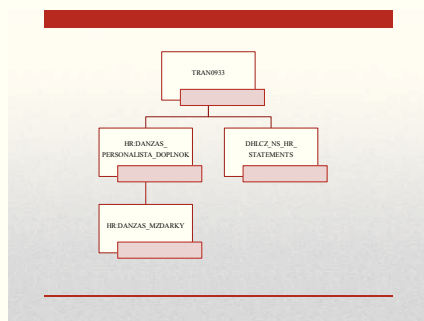 TRAN0933
HR:DANZAS_
PERSONALISTA_DOPLNOK
DHLCZ_NS_HR_
STATEMENTS
HR:DANZAS_MZDARKY